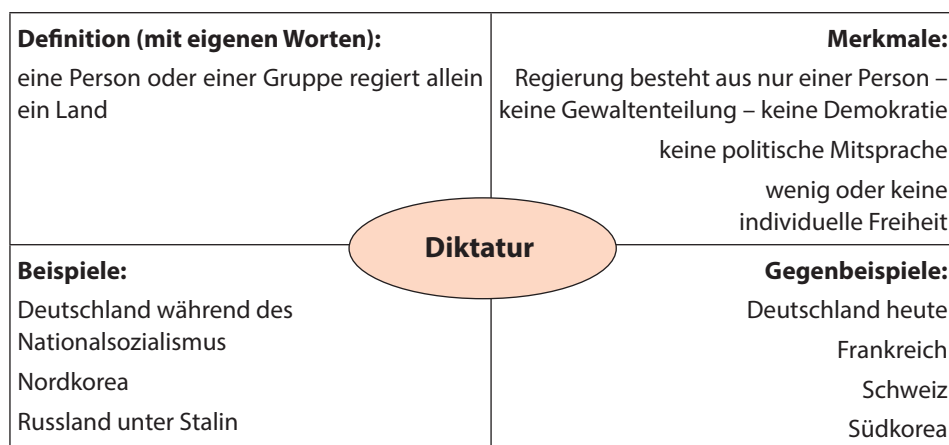 Definition (mit eigenen Worten):
eine Person oder einer Gruppe regiert allein
ein Land
Merkmale:
Regierung besteht aus nur einer Person –
keine Gewaltenteilung – keine Demokratie
keine politische Mitsprache
wenig oder keine
individuelle Freiheit
Diktatur
Beispiele:
Deutschland während des
Nationalsozialismus
Nordkorea
Russland unter Stalin
Gegenbeispiele:
Deutschland heute
Frankreich
Schweiz
Südkorea